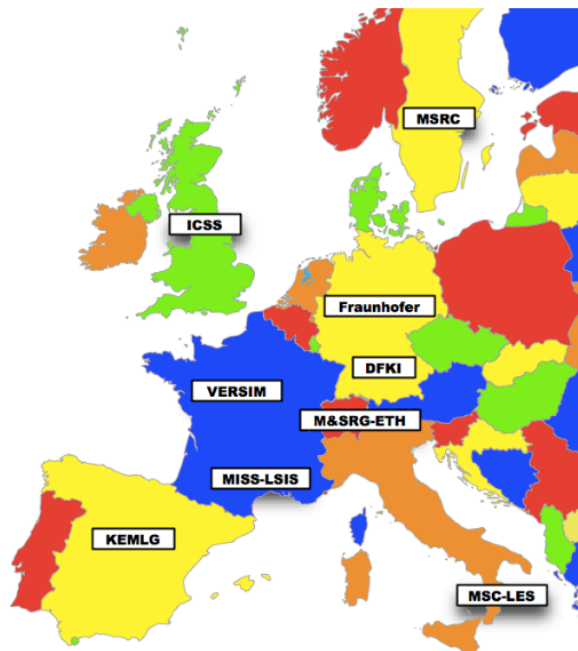 MSRC
ICSS
Fraunhofer
DFKI
VERSIM
M&SRG-ETH
MISS-LSIS
KEMLG
MSC-LES